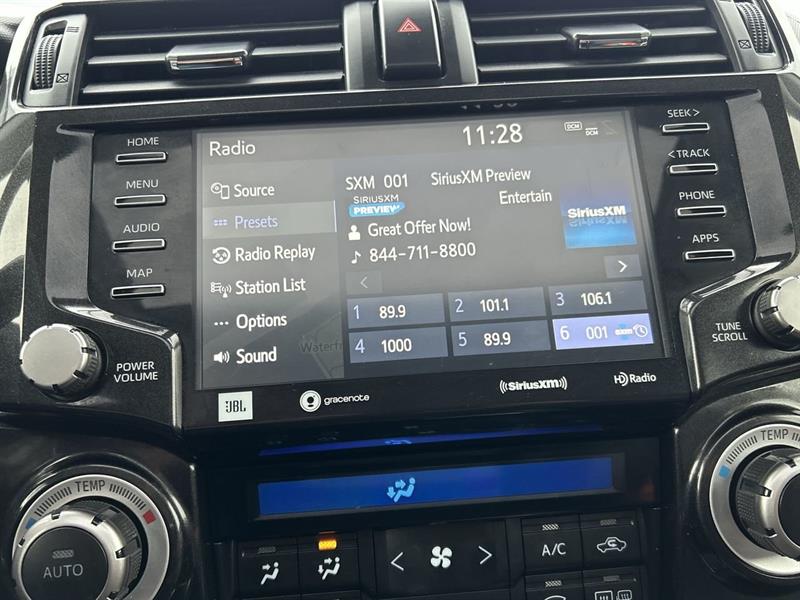 HOME
MENU
AUDIO
MAP
POWER
VOLUME
SEEK >
< TRACK
PHONE
APPS
TUNE
SCROLL
Radio
11:28
DCM
DCM
Source
Presets
Radio Replay
Station List
Options
Sound
SXM 001 SiriusXM Preview
SIRIUSXM
PREVIEW
Entertain
Great Offer Now!
844-711-8800
SiriusXM
<
>
1 89.9
2 101.1
3 106.1
4 1000
5 89.9
6 001 sxm
JBL
gracenote
((SiriusXM))
HD Radio
TEMP
AUTO
< >
A/C
TEMP